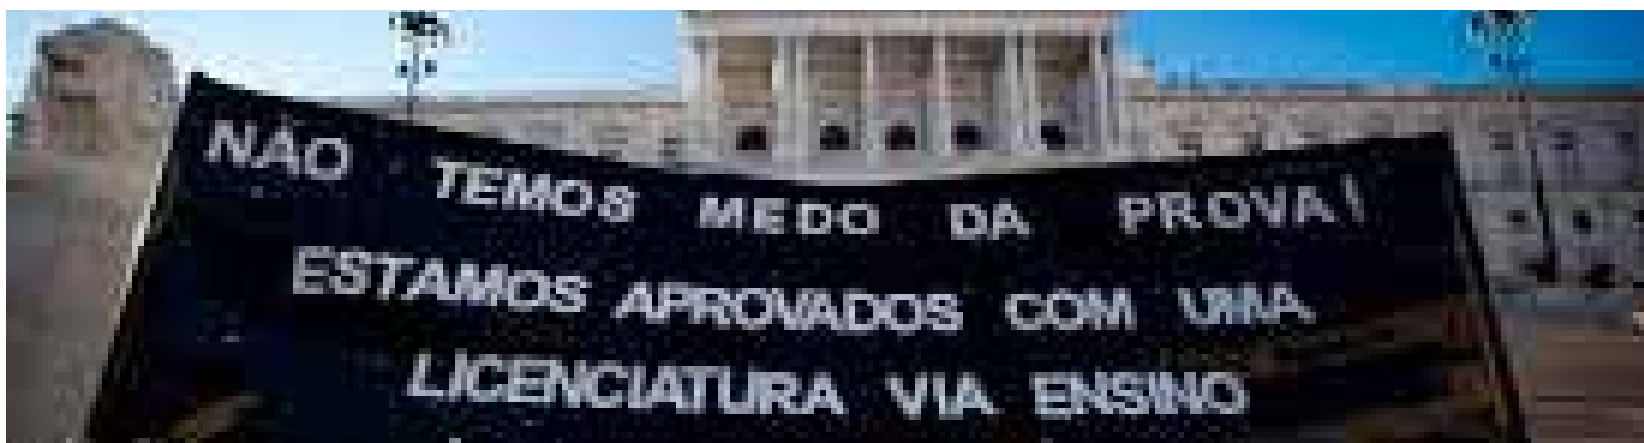 NÃO TEMOS MEDO DA PROVA!
ESTAMOS APROVADOS COM UMA
LICENCIATURA VIA ENSINO